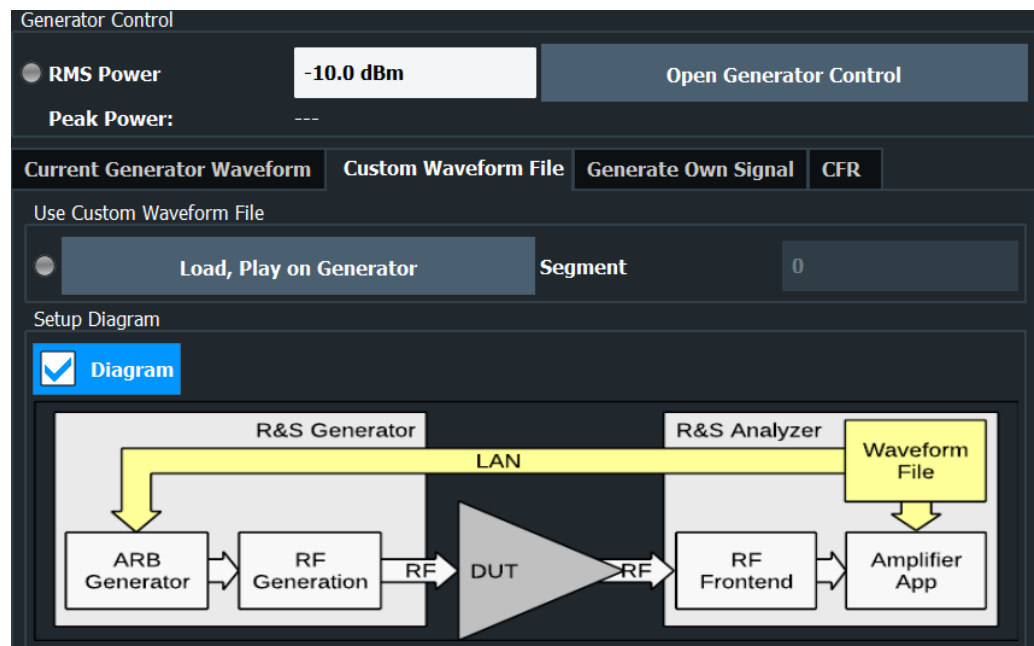 Generator Control
RMS Power -10.0 dBm Open Generator Control
Peak Power: ---
Current Generator Waveform Custom Waveform File Generate Own Signal CFR
Use Custom Waveform File
Load, Play on Generator Segment 0
Setup Diagram
Diagram
R&S Generator R&S Analyzer
LAN
Waveform
File
ARB
Generator
RF
Generation
RF
DUT
RF
RF
Frontend
Amplifier
App